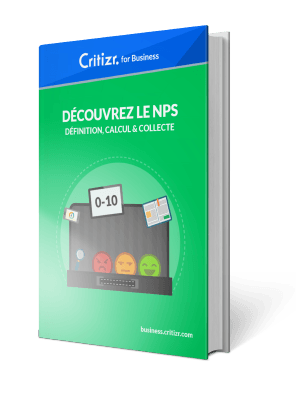 Critizr. for Business
DÉCOUVREZ LE NPS
DÉFINITION, CALCUL & COLLECTE
0-10
business.critizr.com